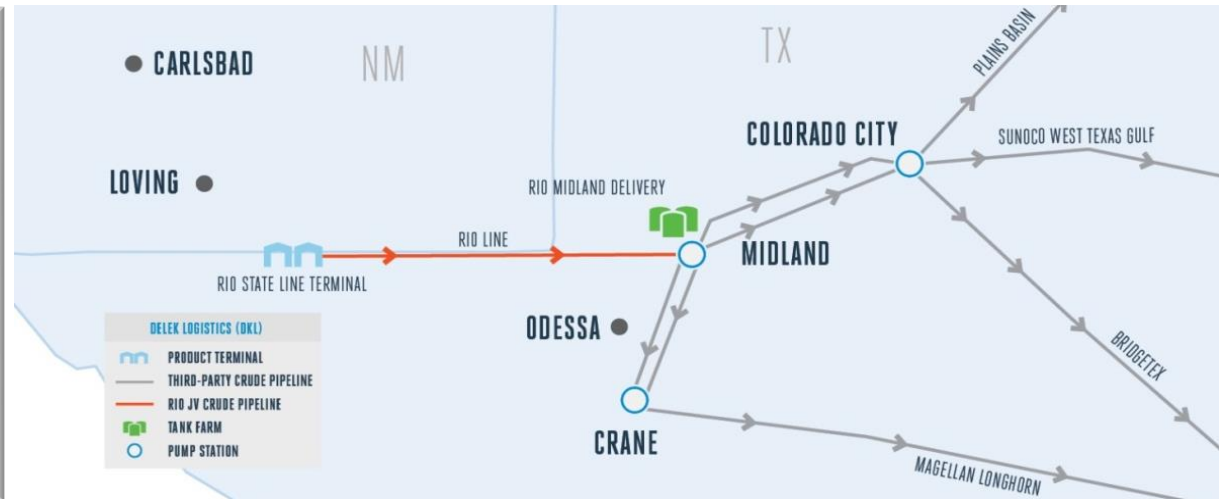 CARLSBAD
NM
TX
PLAINS BASIN
COLORADO CITY
SUNOCO WEST TEXAS GULF
LOVING
RIO MIDLAND DELIVERY
RIO LINE
MIDLAND
RIO STATE LINE TERMINAL
ODESSA
BRIDGETEX
CRANE
MAGELLAN LONGHORN
DELEK LOGISTICS (DKL)
PRODUCT TERMINAL
THIRD-PARTY CRUDE PIPELINE
RIO JV CRUDE PIPELINE
TANK FARM
PUMP STATION